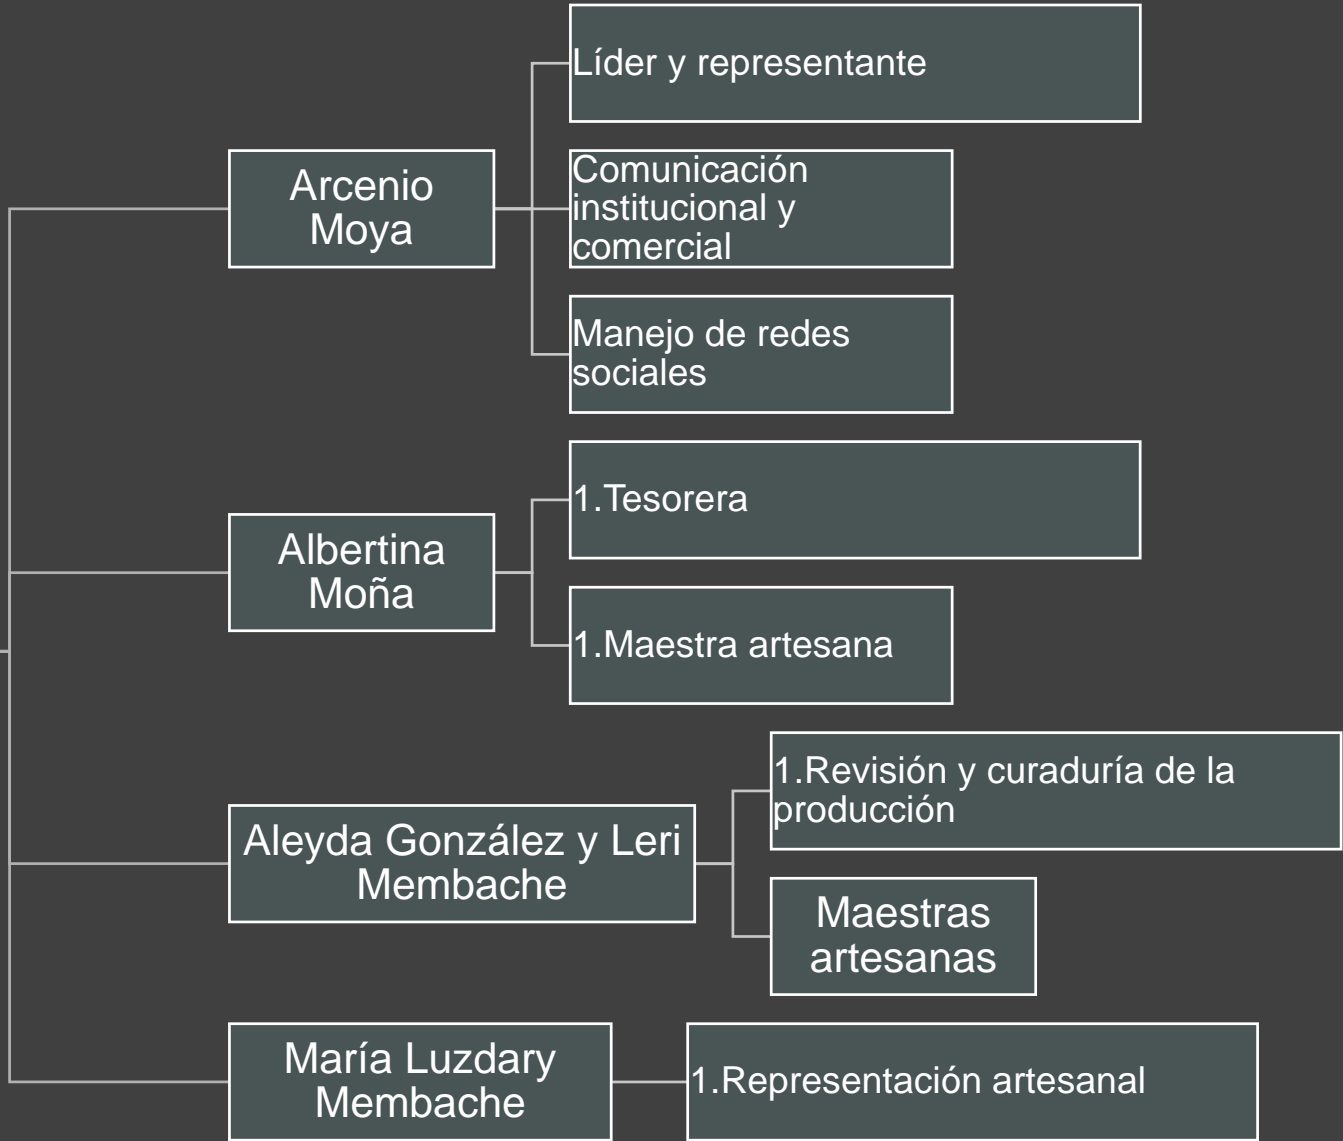 Líder y representante
Arcenio
Moya
Comunicación
institucional y
comercial
Manejo de redes
sociales
Albertina
Moña
1.Tesorera
1.Maestra artesana
Aleyda González y Leri
Membache
1.Revisión y curaduría de la
producción
Maestras
artesanas
María Luzdary
Membache
1.Representación artesanal